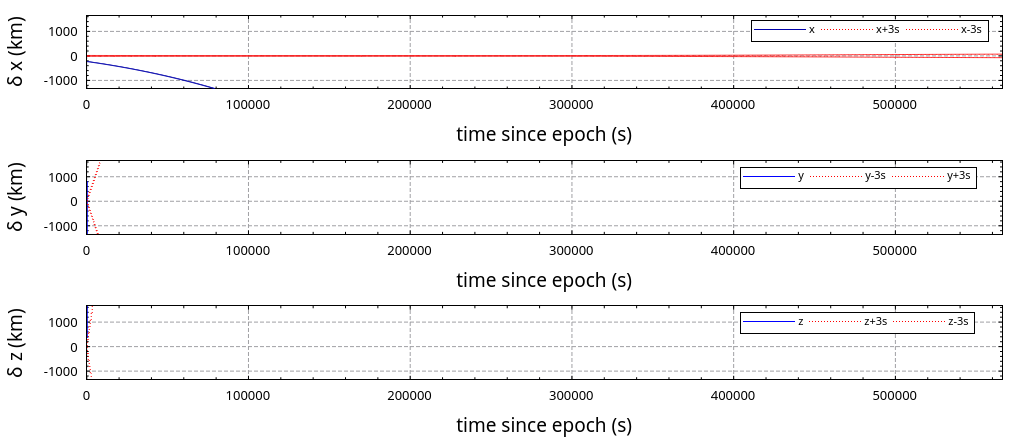 δ x (km)
1000
0
-1000
x x+3s x-3s
0 100000 200000 300000 400000 500000
time since epoch (s)
δ y (km)
1000
0
-1000
y y-3s y+3s
0 100000 200000 300000 400000 500000
time since epoch (s)
δ z (km)
1000
0
-1000
z z+3s z-3s
0 100000 200000 300000 400000 500000
time since epoch (s)